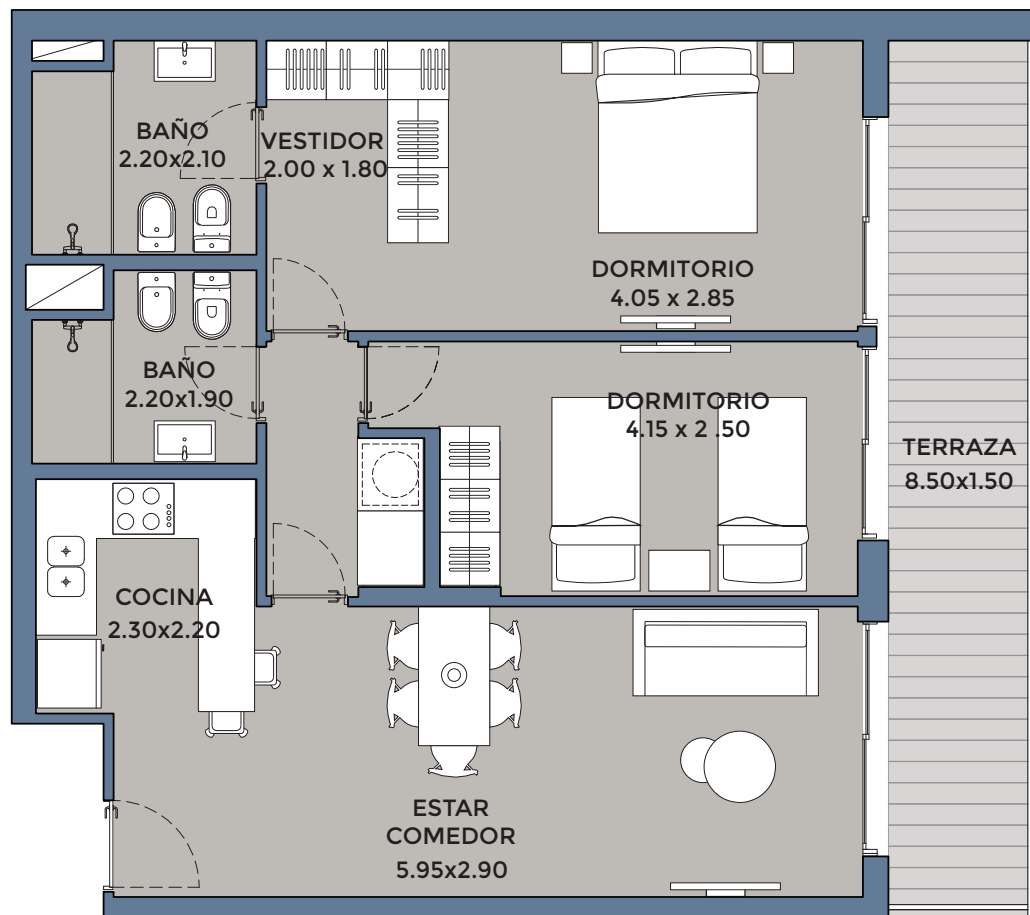 BAÑO
2.20x2.10
VESTIDOR
2.00 x 1.80
DORMITORIO
4.05 x 2.85
BAÑO
2.20x1.90
DORMITORIO
4.15 x 2 .50
TERRAZA
8.50x1.50
COCINA
2.30x2.20
ESTAR
COMEDOR
5.95x2.90